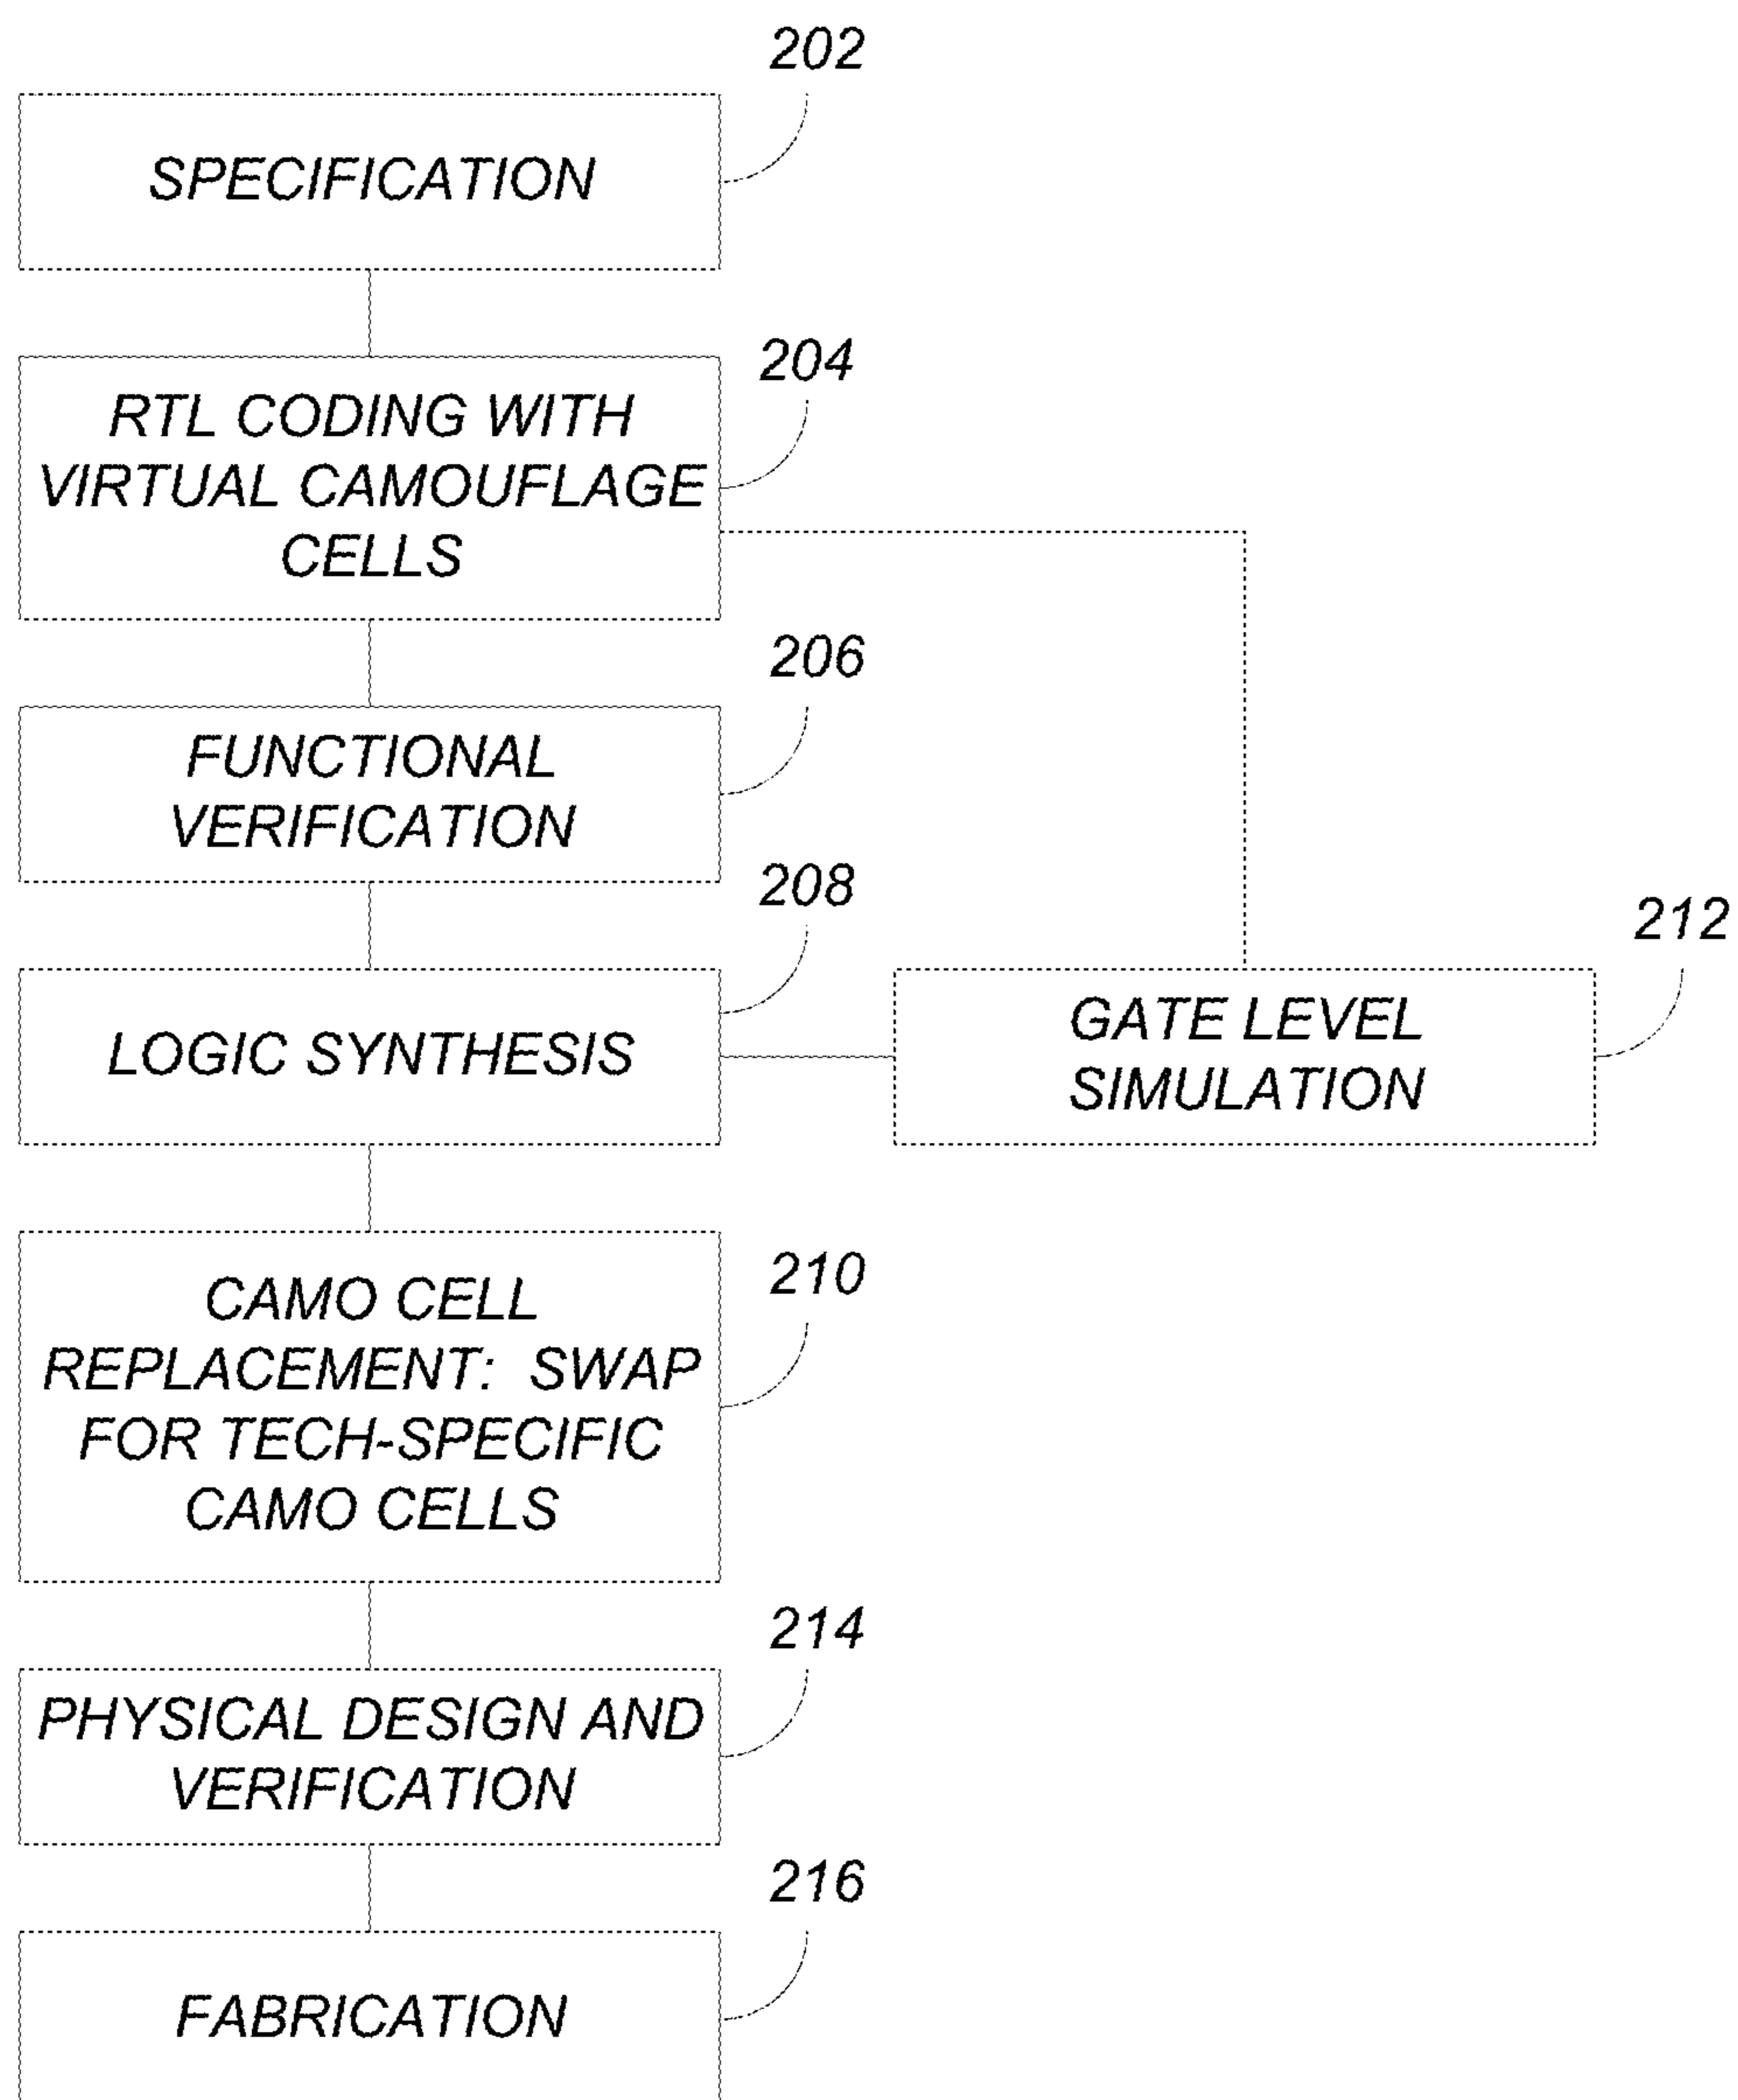 202
SPECIFICATION
204
RTL CODING WITH
VIRTUAL CAMOUFLAGE
CELLS
206
FUNCTIONAL
VERIFICATION
208
LOGIC SYNTHESIS
212
GATE LEVEL
SIMULATION
210
CAMO CELL
REPLACEMENT: SWAP
FOR TECH-SPECIFIC
CAMO CELLS
214
PHYSICAL DESIGN AND
VERIFICATION
216
FABRICATION